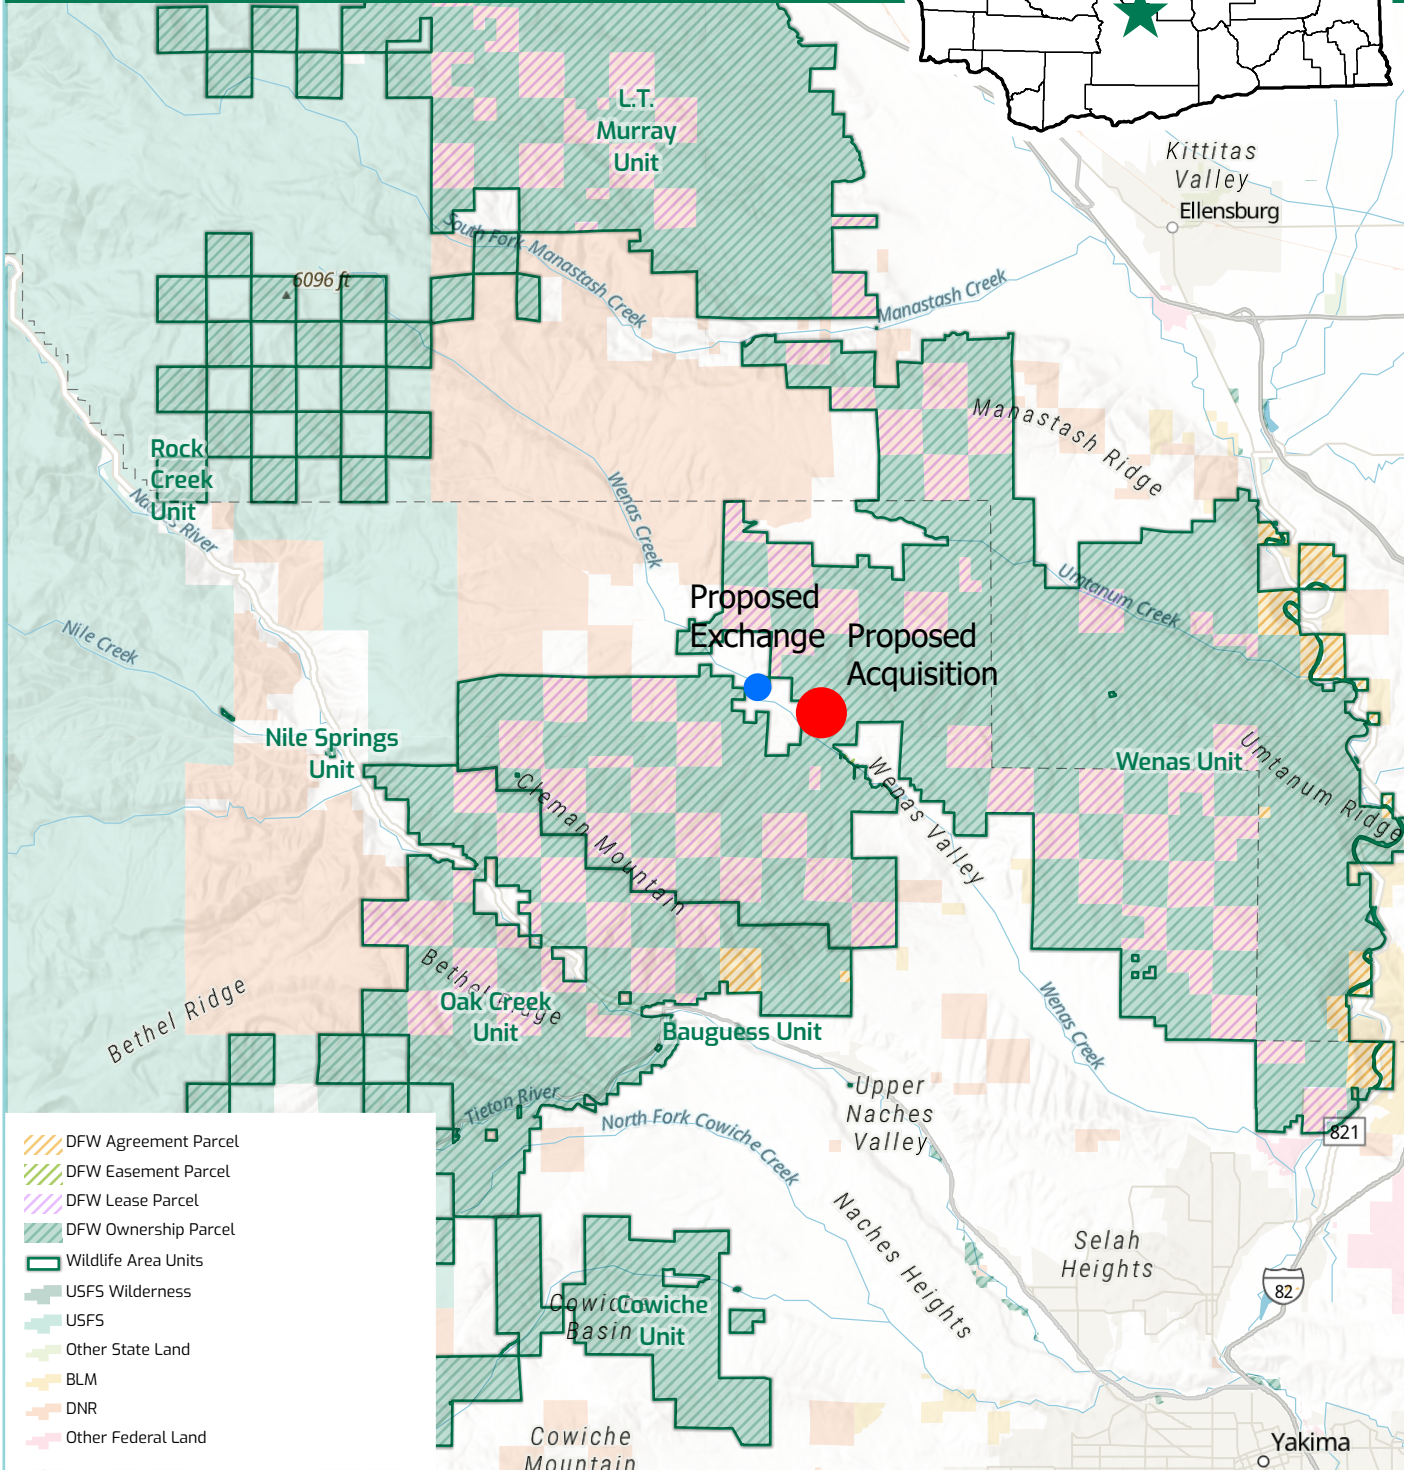 L.T.
Murray
Unit
Kittitas
Valley
Ellensburg
South Fork Manastash Creek
Manastash Creek
6096 ft
Manastash Ridge
Rock
Creek
Unit
Naches River
Wenas Creek
Umtanum Creek
Proposed
Exchange
Proposed
Acquisition
Nile Creek
Nile Springs
Unit
Wenas Unit
Umtanum Ridge
Cleman Mountain
Wenas Valley
Bethel Ridge
Bethel Ridge
Oak Creek
Unit
Bauguess Unit
Wenas Creek
Upper
Naches
Valley
Tieton River
North Fork Cowiche Creek
821
Naches Heights
Selah
Heights
82
Cowiche
Basin
Cowiche
Unit
Cowiche
Mountain
Yakima
DFW Agreement Parcel
DFW Easement Parcel
DFW Lease Parcel
DFW Ownership Parcel
Wildlife Area Units
USFS Wilderness
USFS
Other State Land
BLM
DNR
Other Federal Land